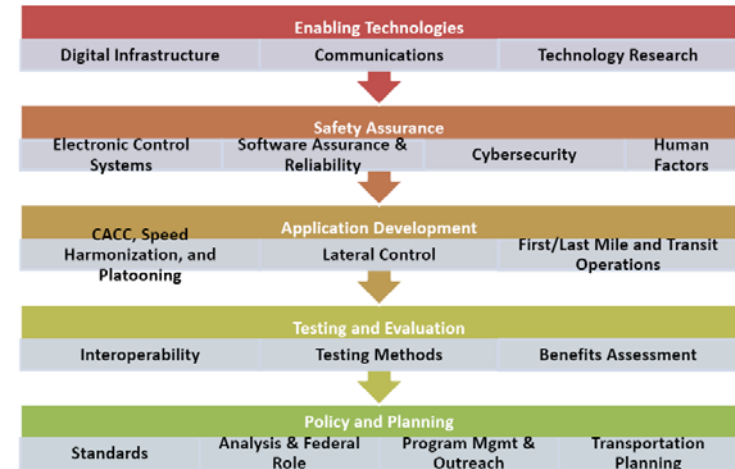 Enabling Technologies
Digital Infrastructure
Communications
Technology Research
Safety Assurance
Electronic Control
Systems
Software Assurance &
Reliability
Cybersecurity
Human
Factors
Application Development
CACC, Speed
Harmonization, and
Platooning
Lateral Control
First/Last Mile and Transit
Operations
Testing and Evaluation
Interoperability
Testing Methods
Benefits Assessment
Policy and Planning
Standards
Analysis & Federal
Role
Program Mgmt &
Outreach
Transportation
Planning